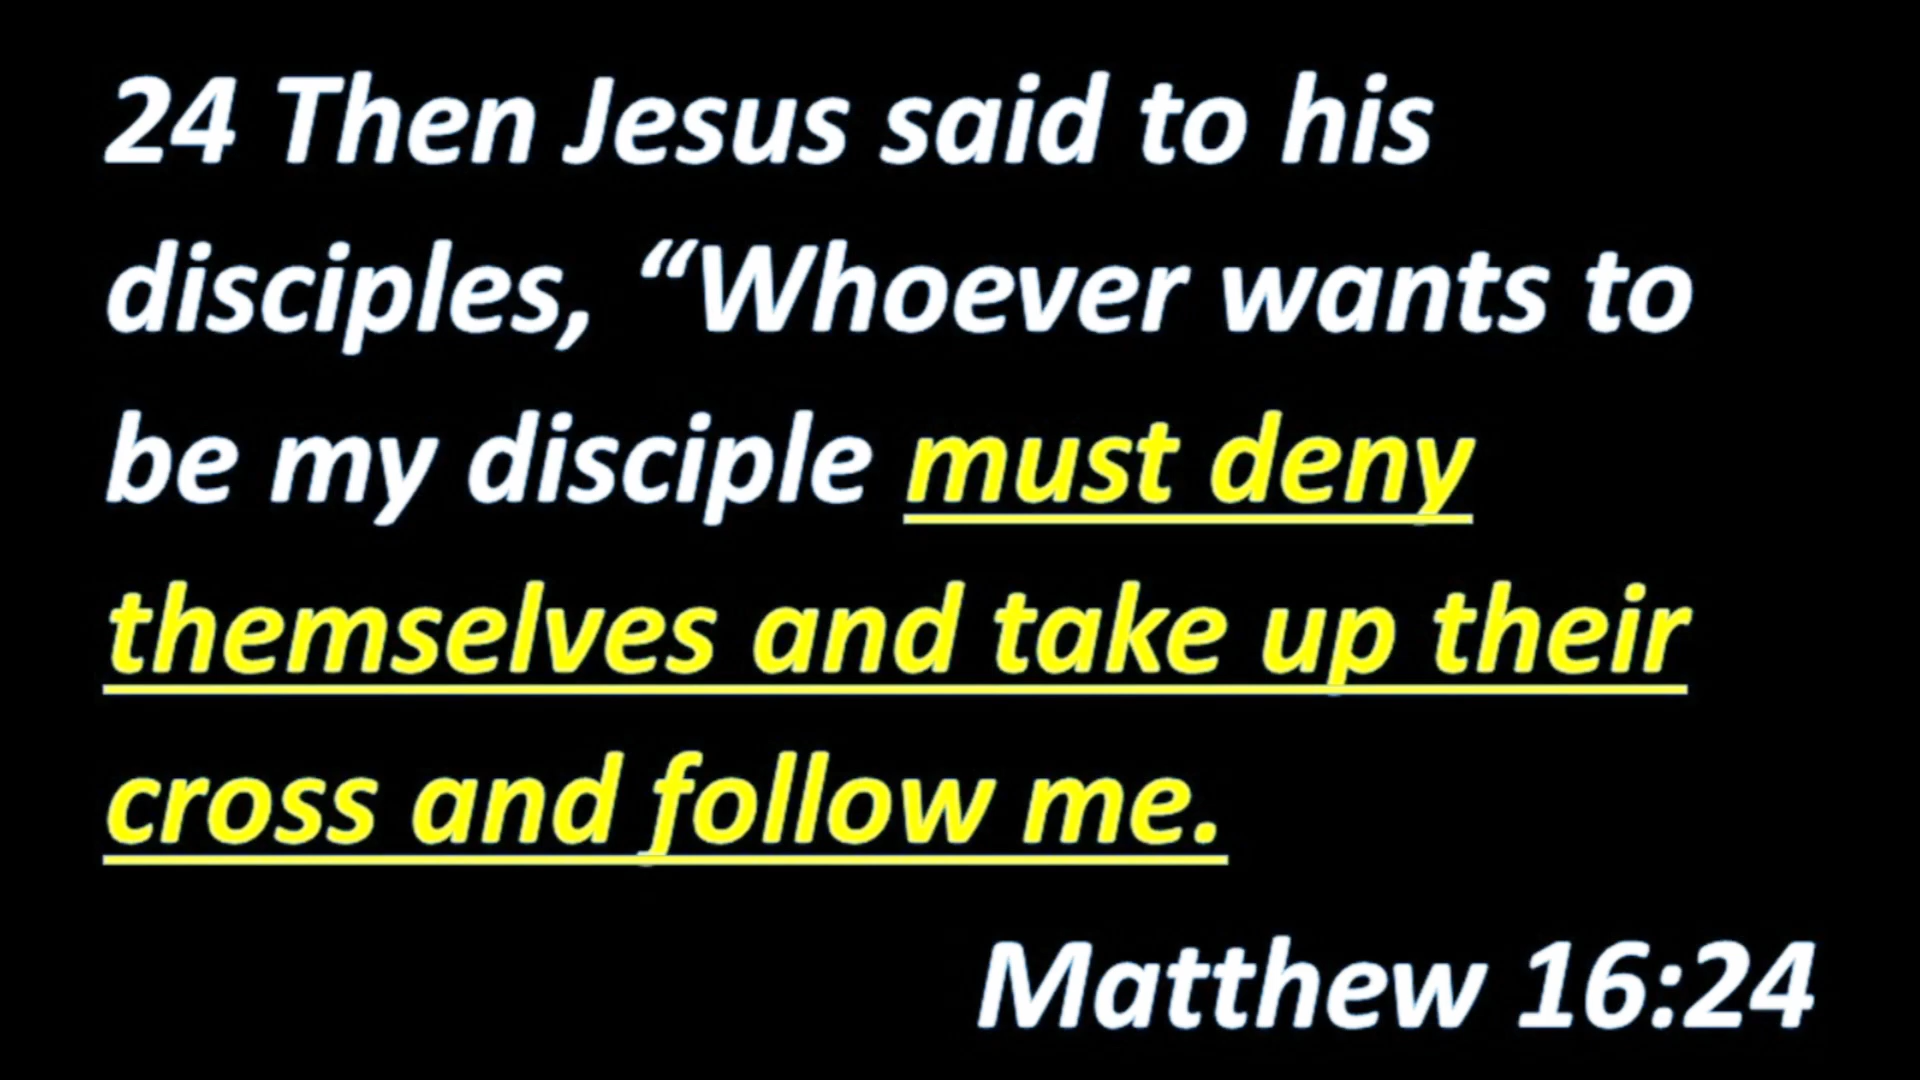 24 Then Jesus said to his
disciples, “Whoever wants to
be my disciple must deny
themselves and take up their
cross and follow me.
Matthew 16:24